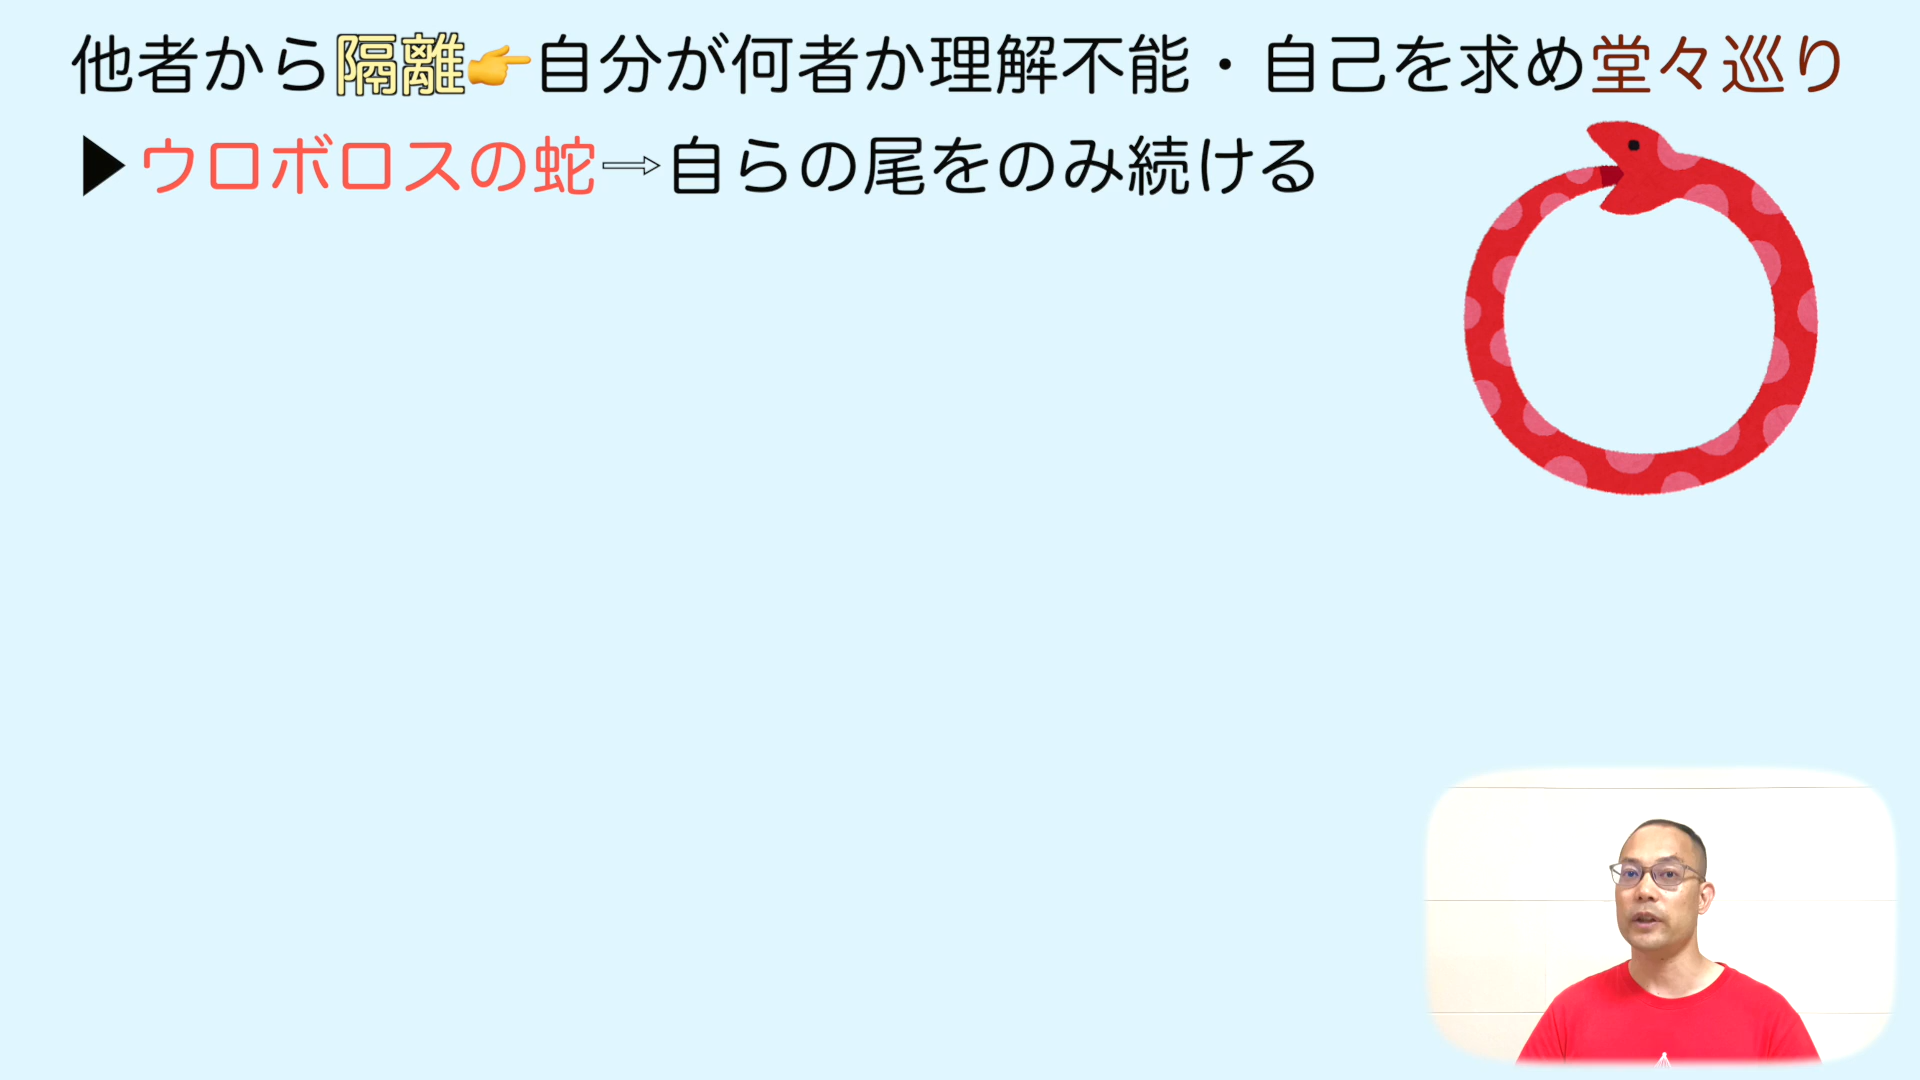 他者から隔離👉自分が何者か理解不能・自己を求め堂々巡り
▶ウロボロスの蛇⇒自らの尾をのみ続ける